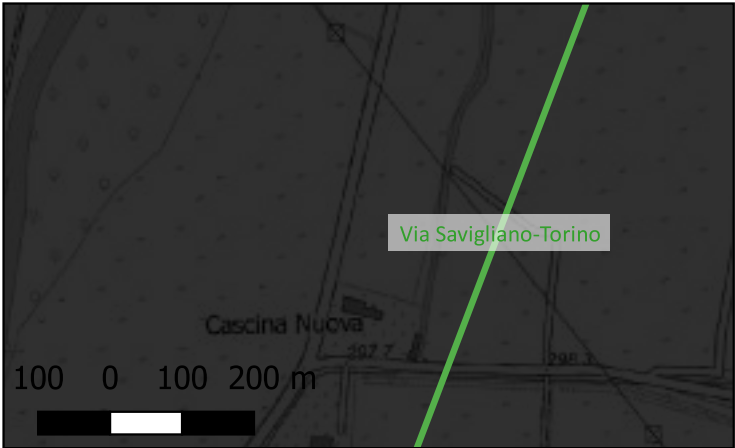 Via Savigliano-Torino
Cascina Nuova
297.7
298.3
100 0 100 200 m